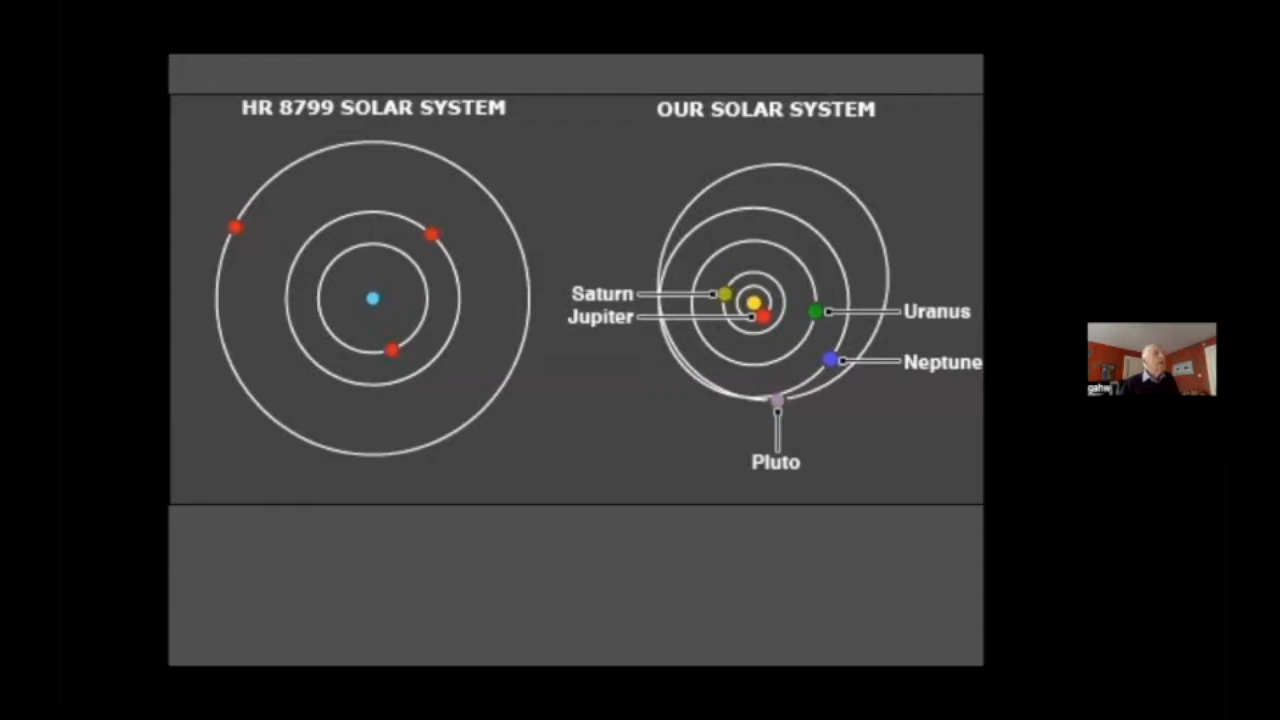 HR 8799 SOLAR SYSTEM
OUR SOLAR SYSTEM
Saturn
Jupiter
Uranus
Neptune
Pluto